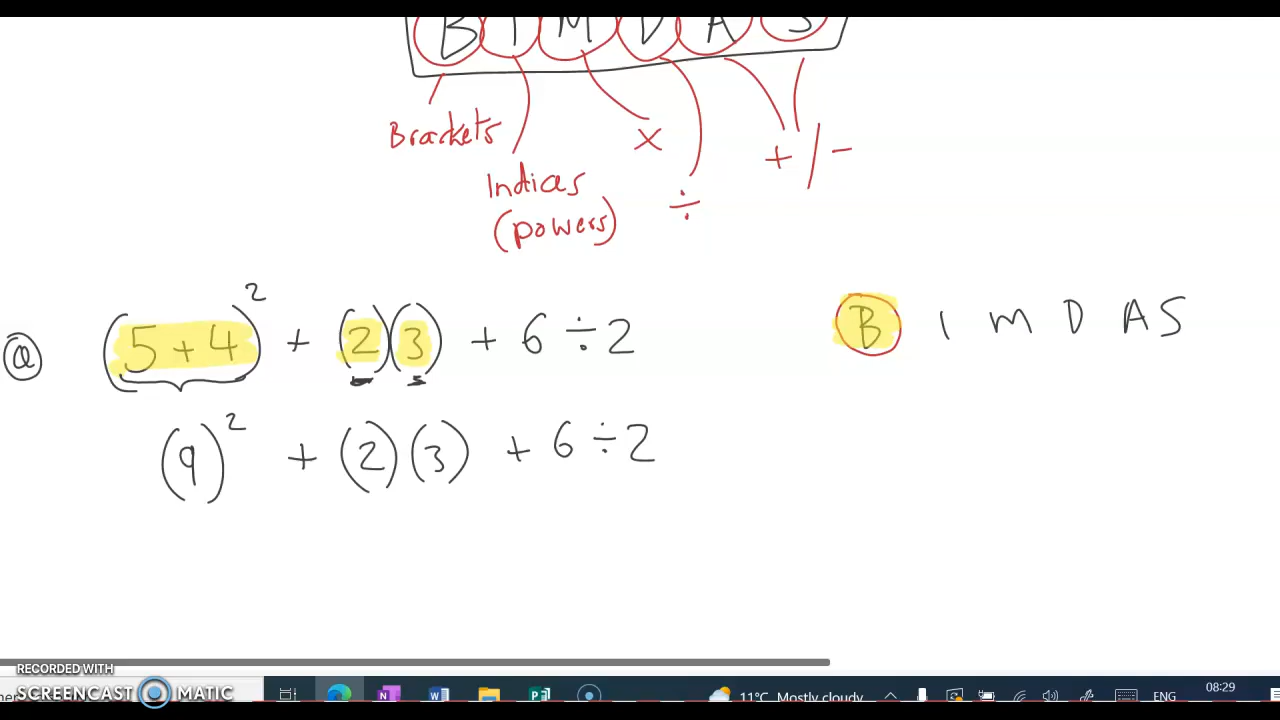 B I M D A S
Brackets
Indices
(powers)
×
÷
+ / -
ⓐ (5 + 4)² + (2)(3) + 6 ÷ 2
B I M D A S
(9)² + (2)(3) + 6 ÷ 2
RECORDED WITH
SCREENCAST MATIC
11°C Mostly cloudy
ENG
08:29